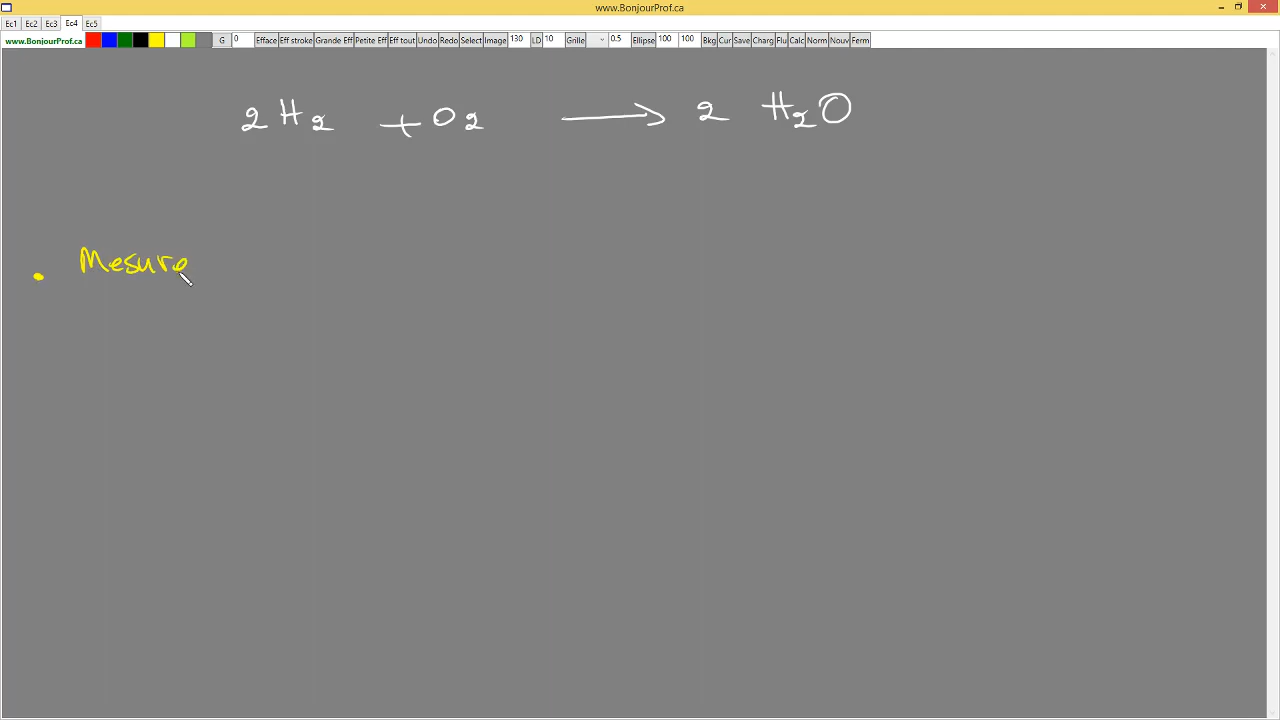 www.BonjourProf.ca
Ec1 Ec2 Ec3 Ec4 Ec5
www.BonjourProf.ca G 0 Efface Eff stroke Grande Eff Petite Eff Eff tout Undo Redo Select Image 130 LD 10 Grille 0.5 Ellipse 100 100 Bkg Cur Save Charg Flu Calc Norm Nouv Ferm
2 H2 + O2 → 2 H2O
• Mesure